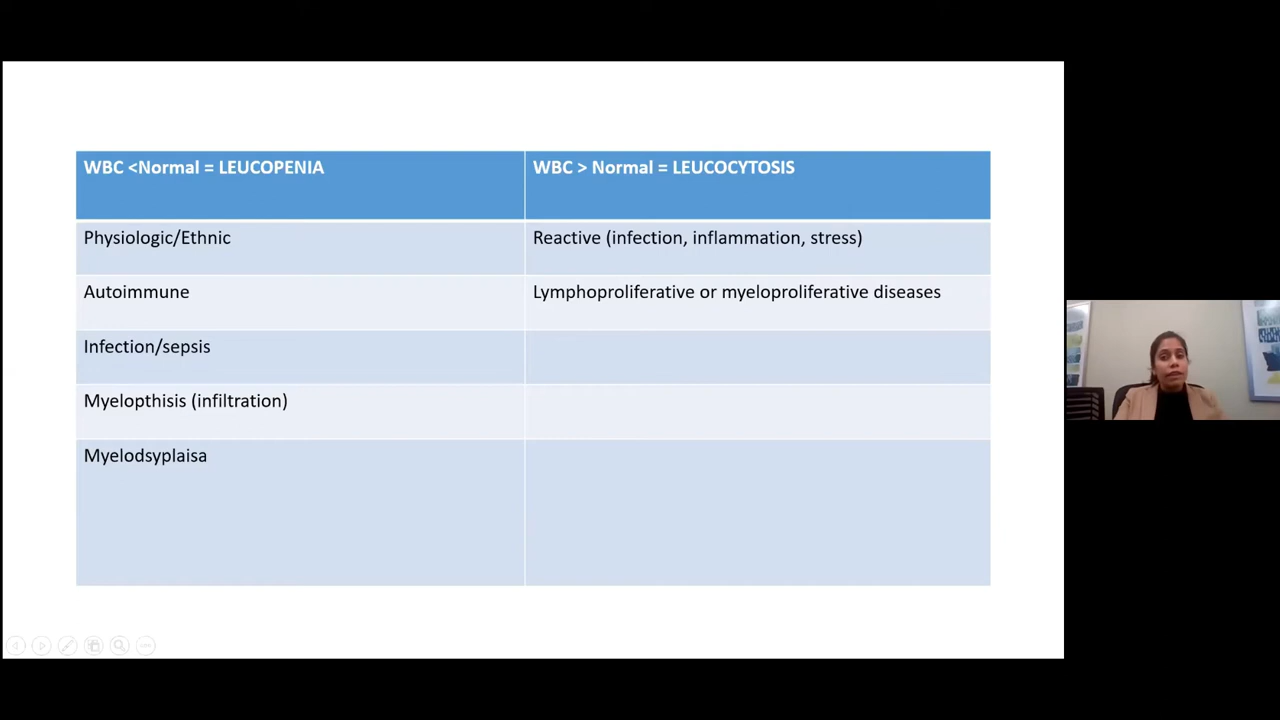 WBC <Normal = LEUCOPENIA
WBC > Normal = LEUCOCYTOSIS
Physiologic/Ethnic
Reactive (infection, inflammation, stress)
Autoimmune
Lymphoproliferative or myeloproliferative diseases
Infection/sepsis
Myelopthisis (infiltration)
Myelodsyplaisa